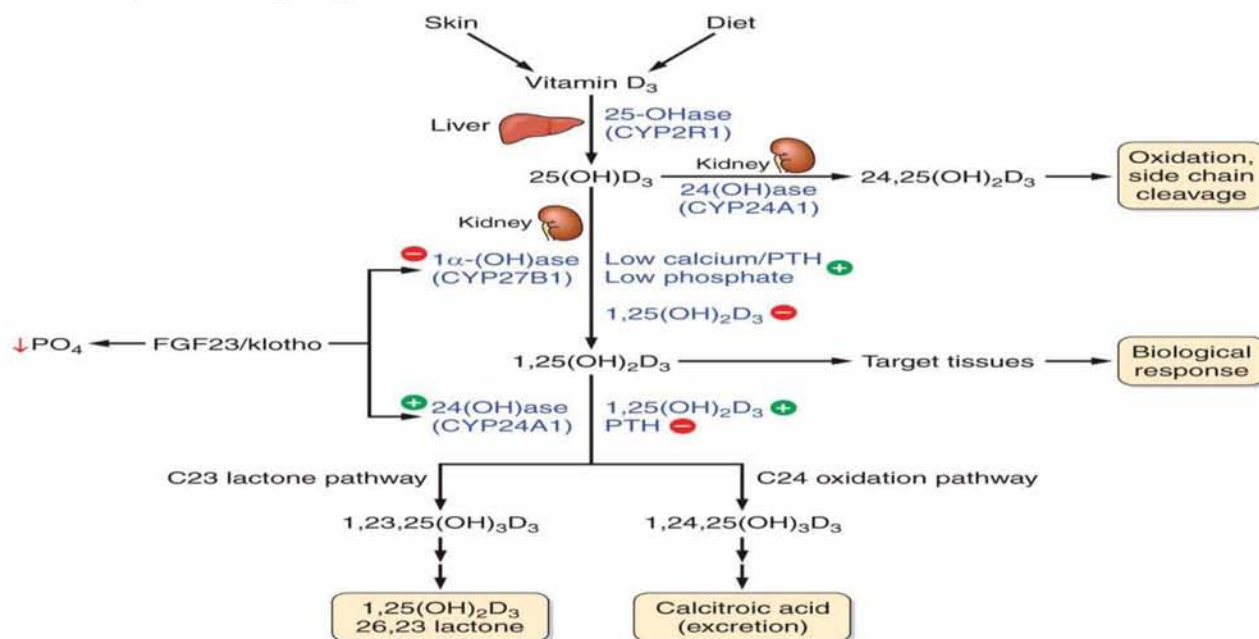 Skin
Diet
Vitamin D₃
Liver
25-OHase
(CYP2R1)
25(OH)D₃
Kidney
24(OH)ase
(CYP24A1)
24,25(OH)₂D₃
Oxidation,
side chain
cleavage
Kidney
1α-(OH)ase
(CYP27B1)
Low calcium/PTH
Low phosphate
+
−
1,25(OH)₂D₃ −
↓PO₄
FGF23/klotho
1,25(OH)₂D₃
Target tissues
Biological
response
+
24(OH)ase
(CYP24A1)
1,25(OH)₂D₃ +
PTH −
C23 lactone pathway
C24 oxidation pathway
1,23,25(OH)₃D₃
1,24,25(OH)₃D₃
1,25(OH)₂D₃
26,23 lactone
Calcitroic acid
(excretion)